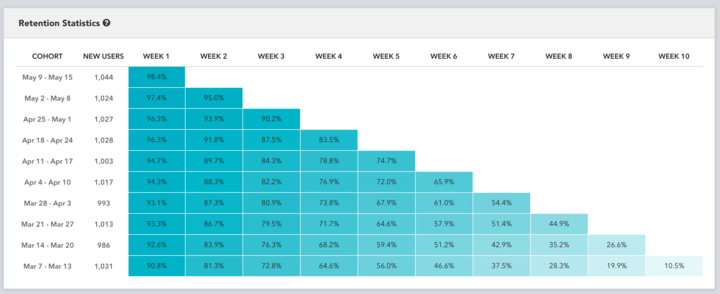 Retention Statistics ?
COHORT NEW USERS WEEK 1 WEEK 2 WEEK 3 WEEK 4 WEEK 5 WEEK 6 WEEK 7 WEEK 8 WEEK 9 WEEK 10
May 9 - May 15 1,044 98.4%
May 2 - May 8 1,024 97.4% 95.0%
Apr 25 - May 1 1,027 96.3% 93.9% 90.2%
Apr 18 - Apr 24 1,028 96.3% 91.8% 87.5% 83.5%
Apr 11 - Apr 17 1,003 94.7% 89.7% 84.3% 78.8% 74.7%
Apr 4 - Apr 10 1,017 94.3% 88.3% 82.2% 76.9% 72.0% 65.9%
Mar 28 - Apr 3 993 93.1% 87.3% 80.9% 73.8% 67.9% 61.0% 54.4%
Mar 21 - Mar 27 1,013 93.3% 86.7% 79.5% 71.7% 64.6% 57.9% 51.4% 44.9%
Mar 14 - Mar 20 986 92.6% 83.9% 76.3% 68.2% 59.4% 51.2% 42.9% 35.2% 26.6%
Mar 7 - Mar 13 1,031 90.8% 81.3% 72.8% 64.6% 56.0% 46.6% 37.5% 28.3% 19.9% 10.5%